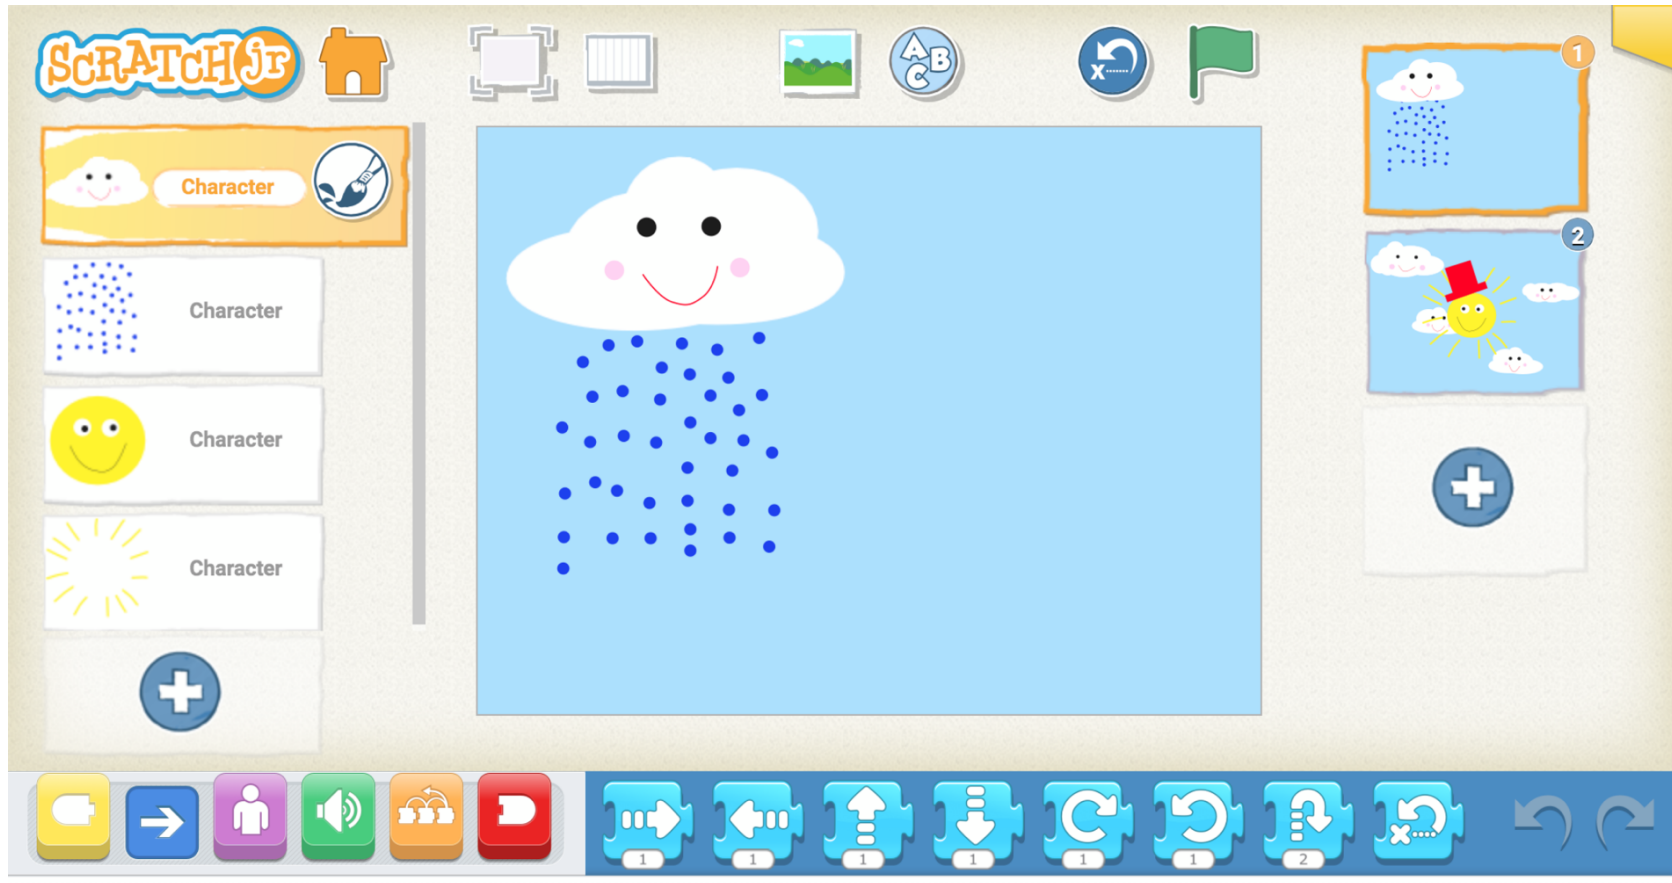 SCRATCHjr
A B C
x
1
Character
Character
Character
Character
2
1 1 1 1 1 1 2 x